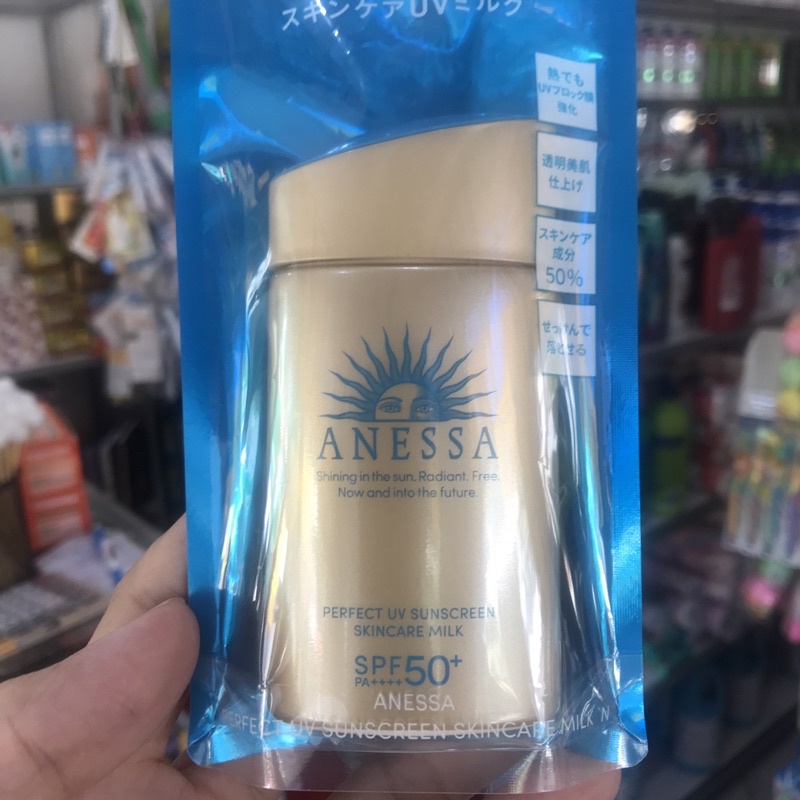 スキンケアUVミルク
熱でも
UVブロック膜
強化
透明美肌
仕上げ
スキンケア
成分
50%
せっけんで
落とせる
ANESSA
Shining in the sun. Radiant. Free.
Now and into the future.
PERFECT UV SUNSCREEN
SKINCARE MILK
SPF50+
PA++++
ANESSA
PERFECT UV SUNSCREEN SKINCARE MILK N